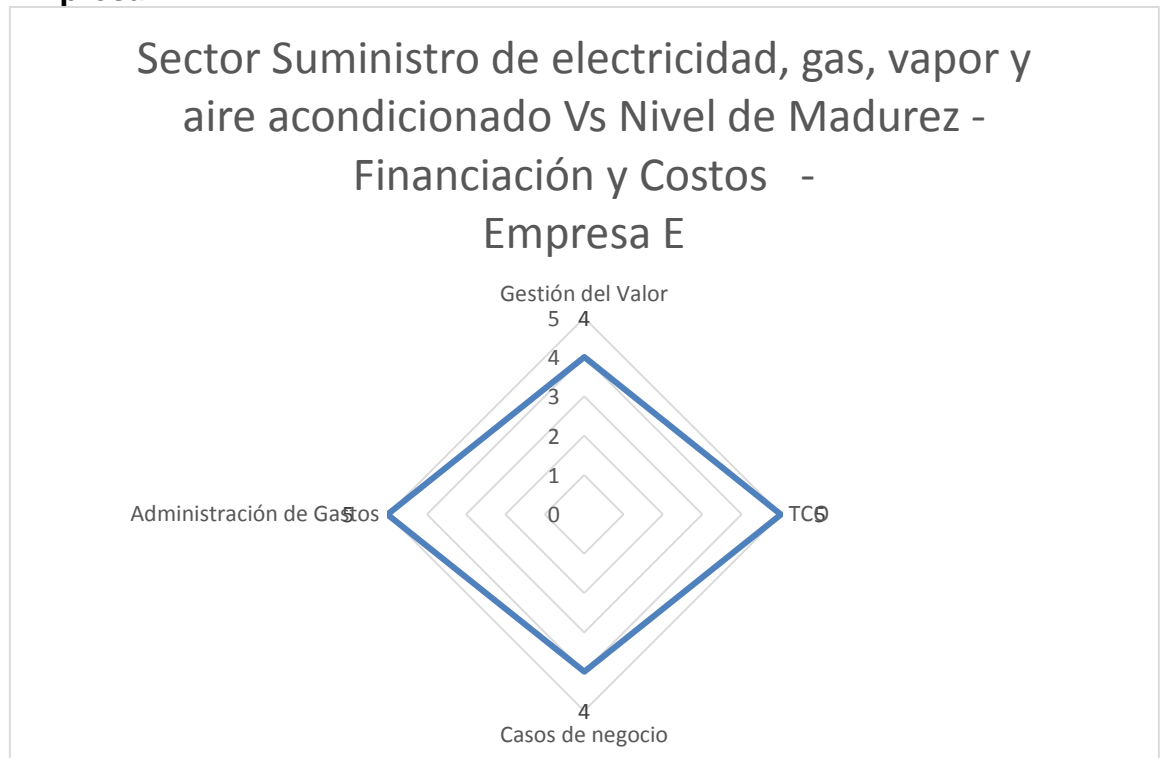 Sector Suministro de electricidad, gas, vapor y
aire acondicionado Vs Nivel de Madurez -
Financiación y Costos -
Empresa E
Gestión del Valor
5 4
4
3
2
1
Administración de Gastos 5 0 TCO 5
4
Casos de negocio